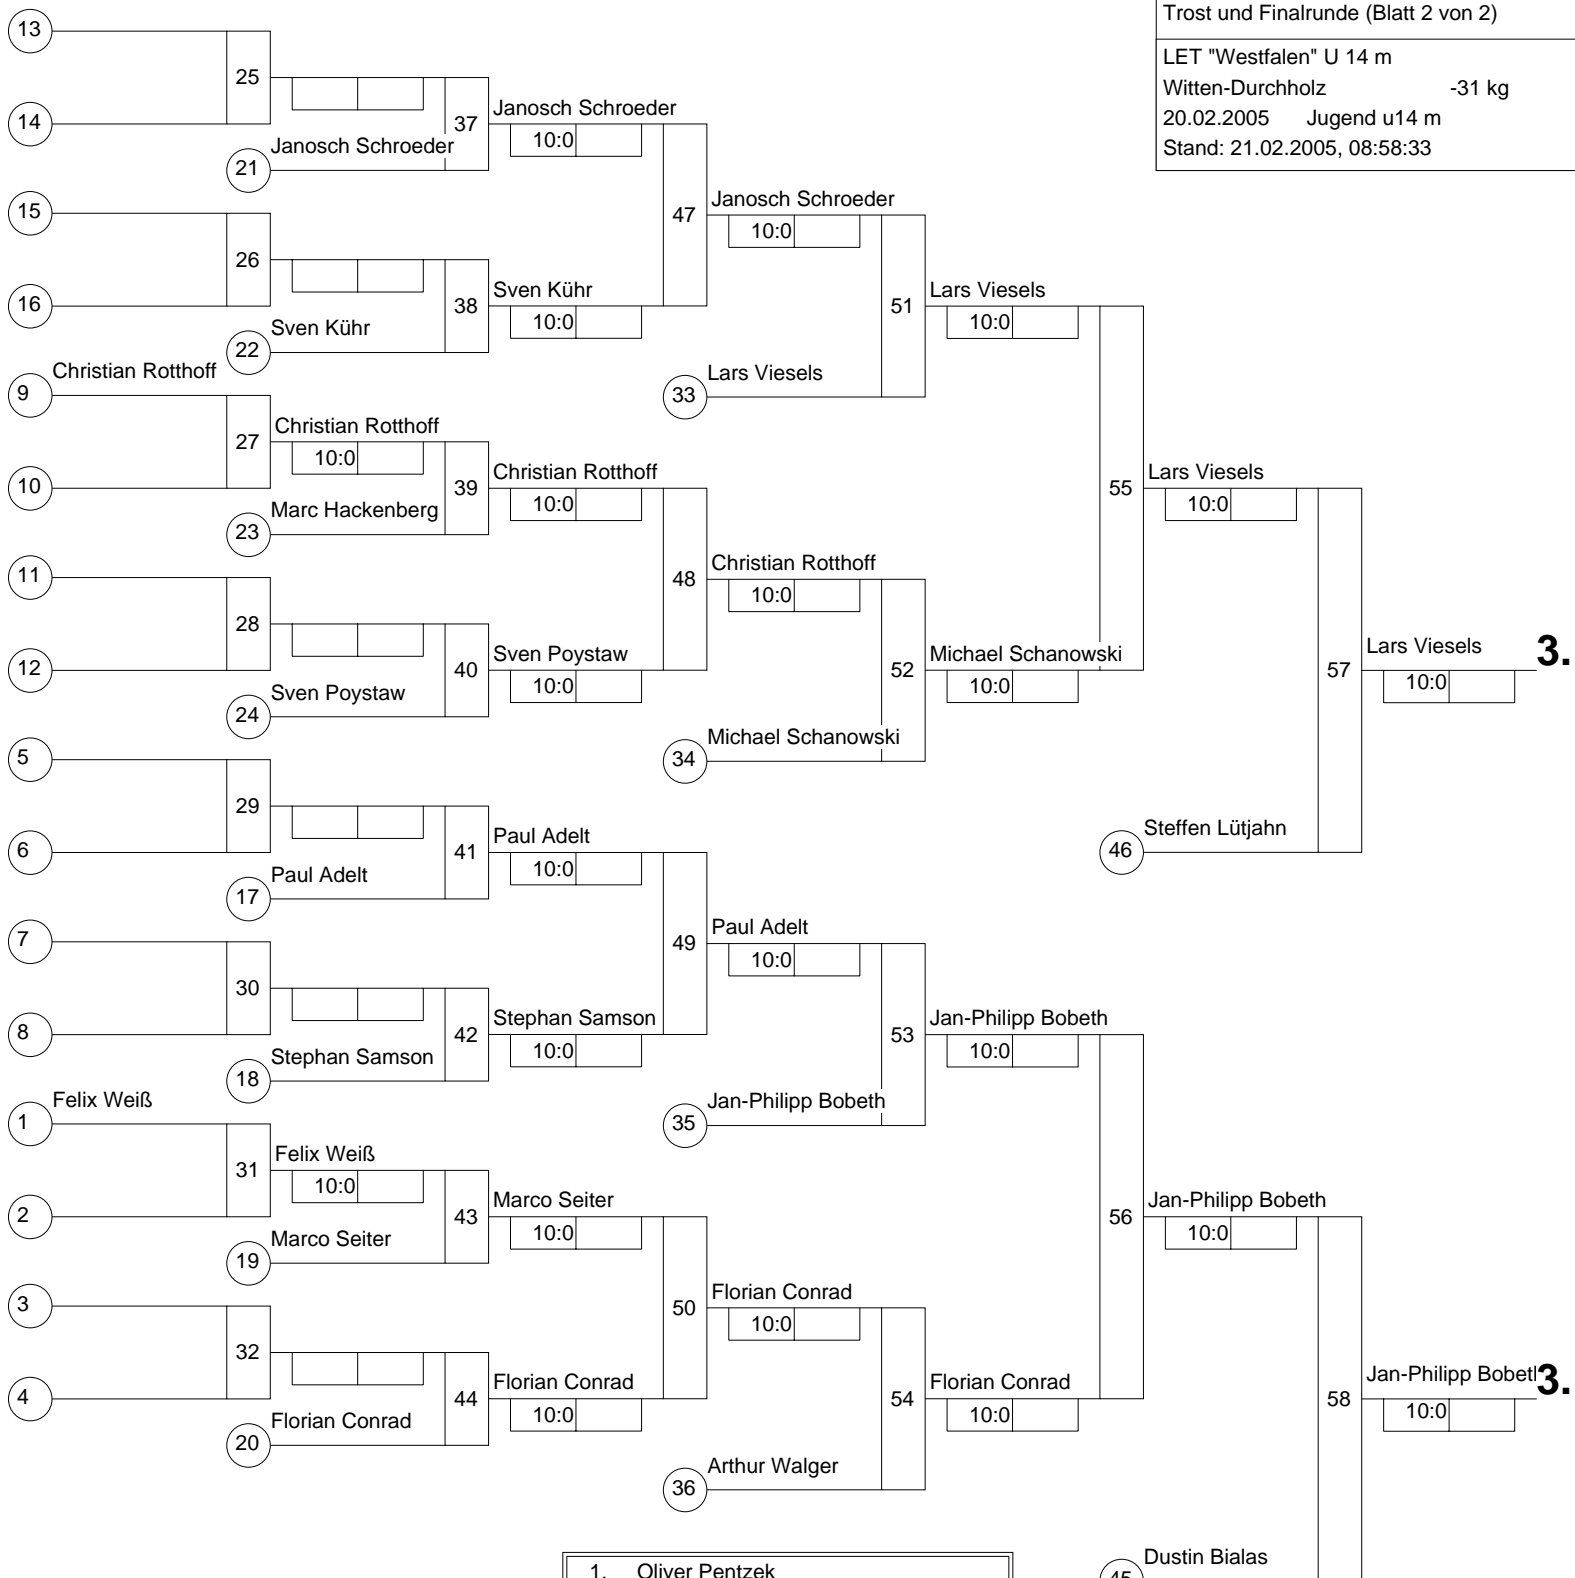 Trost und Finalrunde (Blatt 2 von 2)
LET "Westfalen" U 14 m
Witten-Durchholz -31 kg
20.02.2005 Jugend u14 m
Stand: 21.02.2005, 08:58:33
13
25
14
37
Janosch Schroeder
10:0
21
Janosch Schroeder
15
26
16
38
Sven Kühr
10:0
22
Sven Kühr
47
Janosch Schroeder
10:0
51
Lars Viesels
10:0
33
Lars Viesels
9
Christian Rotthoff
27
Christian Rotthoff
10:0
10
39
Christian Rotthoff
10:0
23
Marc Hackenberg
11
28
12
40
Sven Poystaw
10:0
24
Sven Poystaw
48
Christian Rotthoff
10:0
52
Michael Schanowski
10:0
34
Michael Schanowski
55
Lars Viesels
10:0
57
Lars Viesels
10:0
3.
46
Steffen Lütjahn
5
29
6
41
Paul Adelt
10:0
17
Paul Adelt
7
30
8
42
Stephan Samson
10:0
18
Stephan Samson
49
Paul Adelt
10:0
53
Jan-Philipp Bobeth
10:0
35
Jan-Philipp Bobeth
1
Felix Weiß
31
Felix Weiß
10:0
2
43
Marco Seiter
10:0
19
Marco Seiter
3
32
4
44
Florian Conrad
10:0
20
Florian Conrad
50
Florian Conrad
10:0
54
Florian Conrad
10:0
36
Arthur Walger
56
Jan-Philipp Bobeth
10:0
58
Jan-Philipp Bobeth
10:0
3.
45
Dustin Bialas
1. Oliver Pentzek